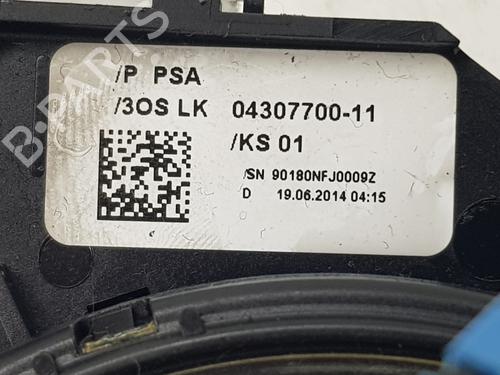 /P PSA
/3OS LK 04307700-11
/KS 01
/SN 90180NFJ0009Z
D 19.06.2014 04:15
B-PARTS